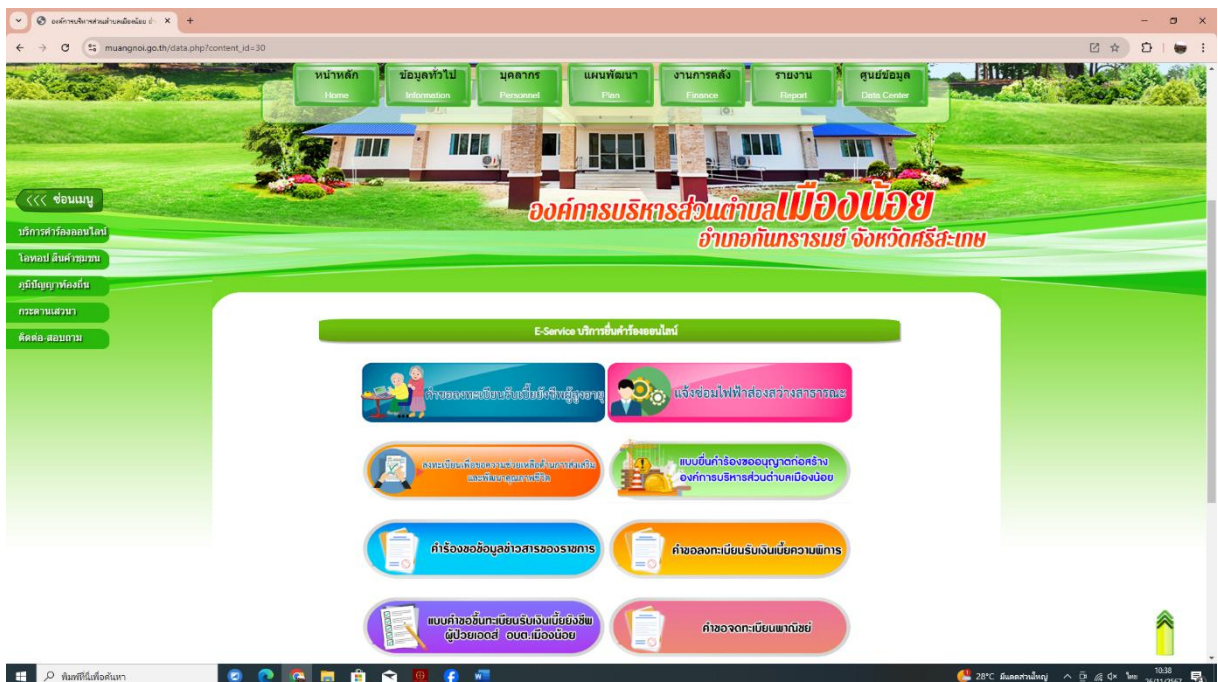 องค์การบริหารส่วนตำบลเมืองน้อย อำ
muangnoi.go.th/data.php?content_id=30
หน้าหลัก ข้อมูลทั่วไป บุคลากร แผนพัฒนา งานการคลัง รายงาน ศูนย์ข้อมูล
Home Information Personnel Plan Finance Report Data Center
<<< ซ่อนเมนู
บริการคำร้องออนไลน์
โอทอป สินค้าชุมชน
ภูมิปัญญาท้องถิ่น
กระดานเสวนา
ติดต่อ-สอบถาม
องค์การบริหารส่วนตำบลเมืองน้อย
อำเภอกันทรารมย์ จังหวัดศรีสะเกษ
E-Service บริการยื่นคำร้องออนไลน์
คำขอลงทะเบียนรับเบี้ยยังชีพผู้สูงอายุ
แจ้งซ่อมไฟฟ้าส่องสว่างสาธารณะ
ลงทะเบียนเพื่อขอความช่วยเหลือด้านการส่งเสริม
และพัฒนาคุณภาพชีวิต
แบบยื่นคำร้องขออนุญาตก่อสร้าง
องค์การบริหารส่วนตำบลเมืองน้อย
คำร้องขอข้อมูลข่าวสารของราชการ
คำขอลงทะเบียนรับเงินเบี้ยความพิการ
แบบคำขอขึ้นทะเบียนรับเงินเบี้ยยังชีพ
ผู้ป่วยเอดส์ อบต.เมืองน้อย
คำขอจดทะเบียนพาณิชย์
พิมพ์ที่นี่เพื่อค้นหา
28°C มีแดดส่วนใหญ่
ไทย
10:38
26/11/2567